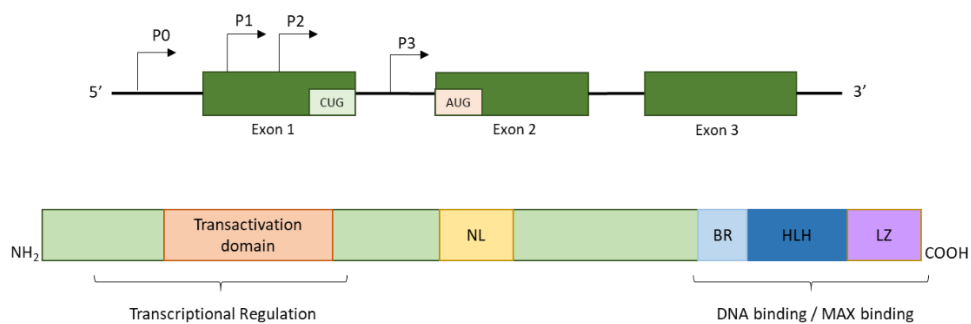 P0
P1
P2
P3
5’
CUG
AUG
3’
Exon 1
Exon 2
Exon 3
Transactivation
domain
NL
BR
HLH
LZ
NH2
COOH
Transcriptional Regulation
DNA binding / MAX binding